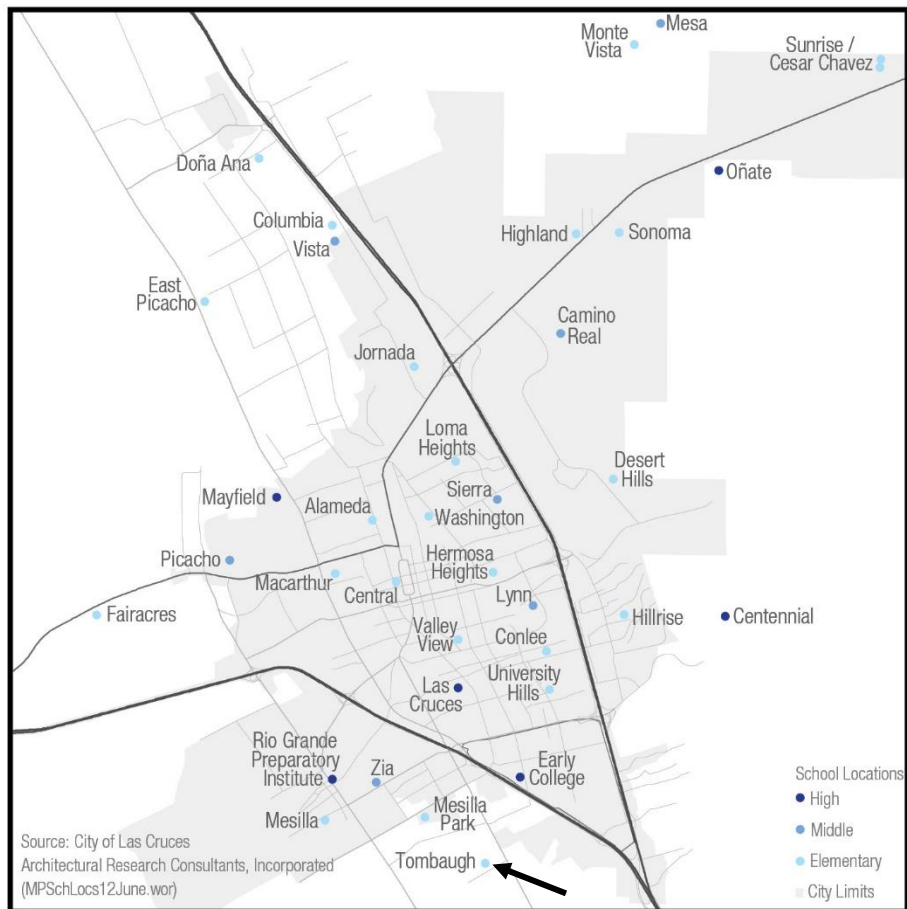 Mesa
Monte
Vista
Sunrise /
Cesar Chavez
Doña Ana
Oñate
Columbia
Vista
Highland
Sonoma
East
Picacho
Camino
Real
Jornada
Loma
Heights
Desert
Hills
Mayfield
Sierra
Alameda
Washington
Picacho
Hermosa
Heights
Macarthur
Central
Lynn
Fairacres
Hillrise
Centennial
Valley
View
Conlee
Las
Cruces
University
Hills
Rio Grande
Preparatory
Institute
Zia
Early
College
Mesilla
Mesilla
Park
Tombaugh
School Locations
High
Middle
Elementary
City Limits
Source: City of Las Cruces
Architectural Research Consultants, Incorporated
(MPSchLocs12June.wor)